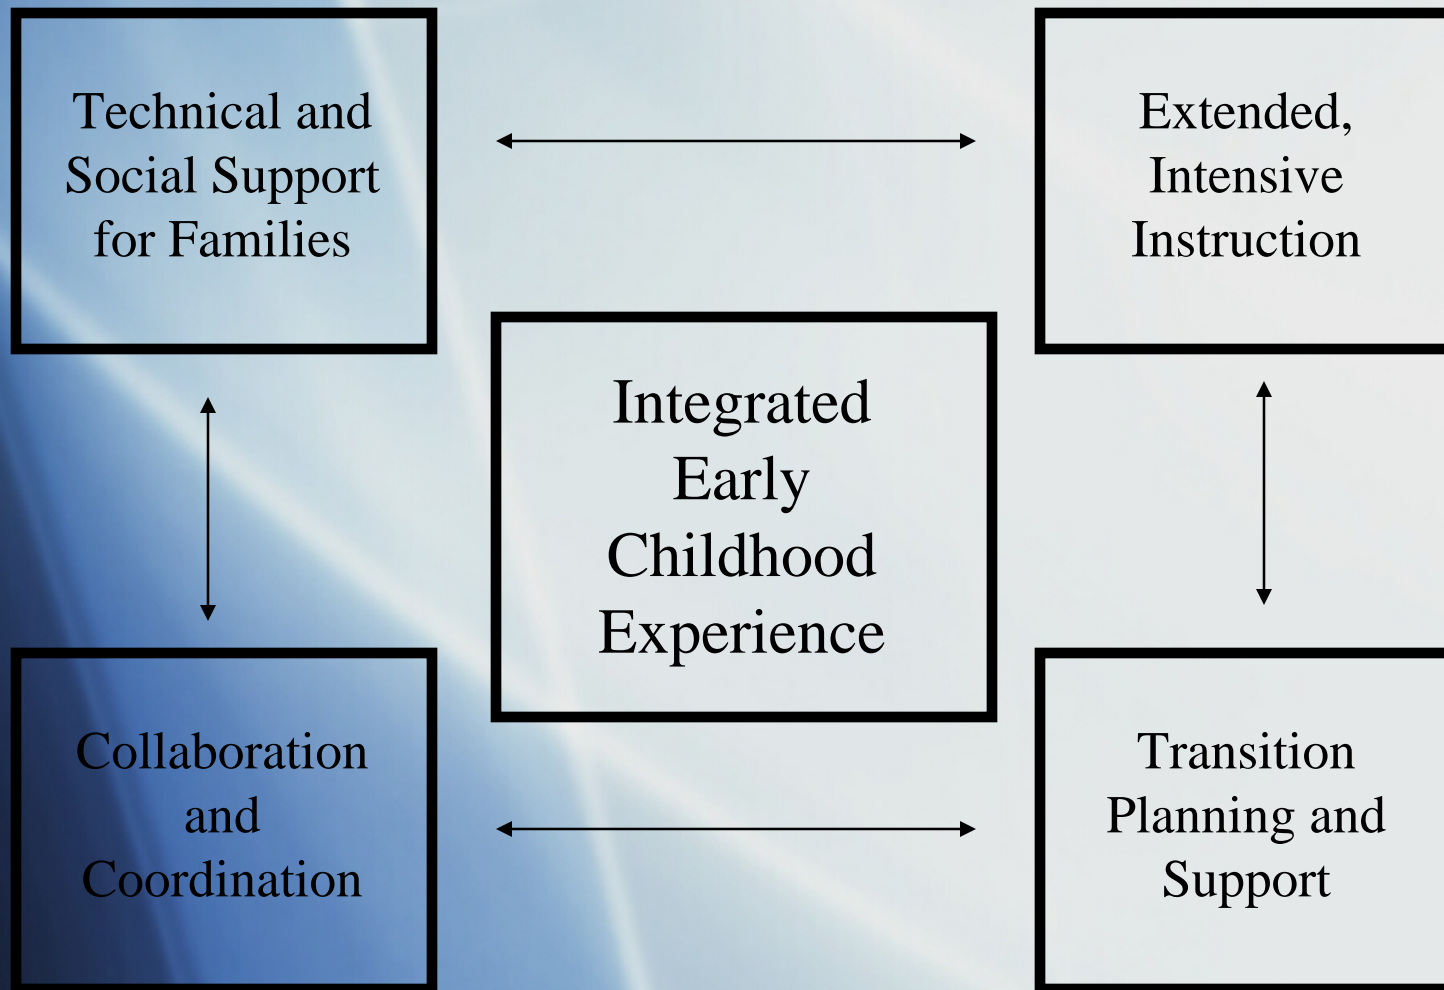 Technical and
Social Support
for Families
Extended,
Intensive
Instruction
Integrated
Early
Childhood
Experience
Collaboration
and
Coordination
Transition
Planning and
Support